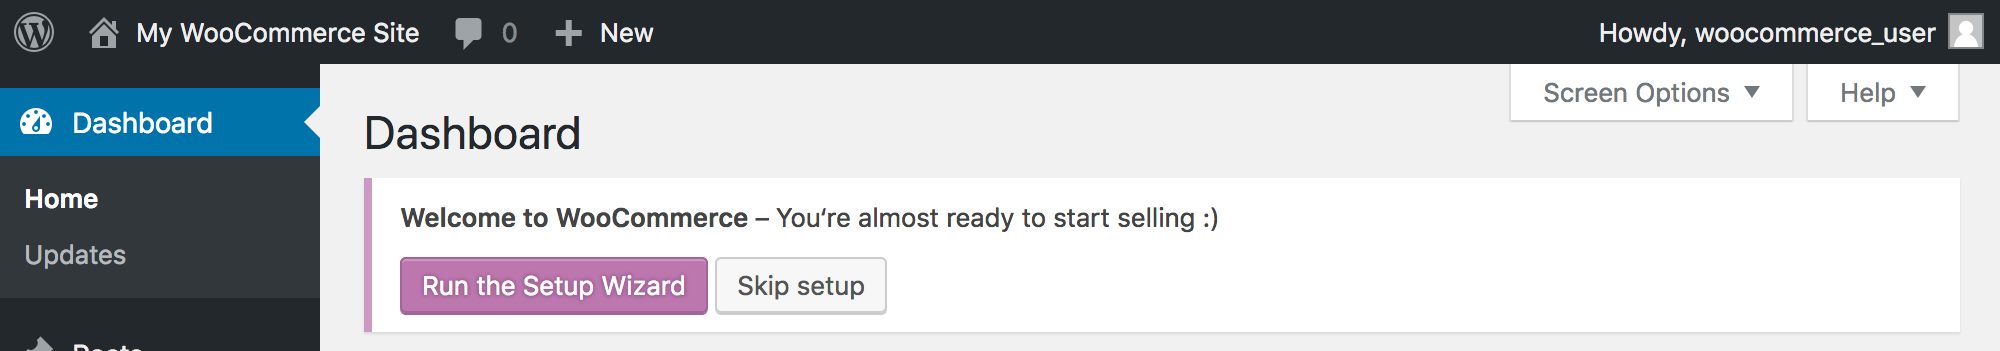 My WooCommerce Site 0 New Howdy, woocommerce_user
Screen Options Help
Dashboard
Dashboard
Home
Updates
Welcome to WooCommerce – You’re almost ready to start selling :)
Run the Setup Wizard Skip setup
Posts